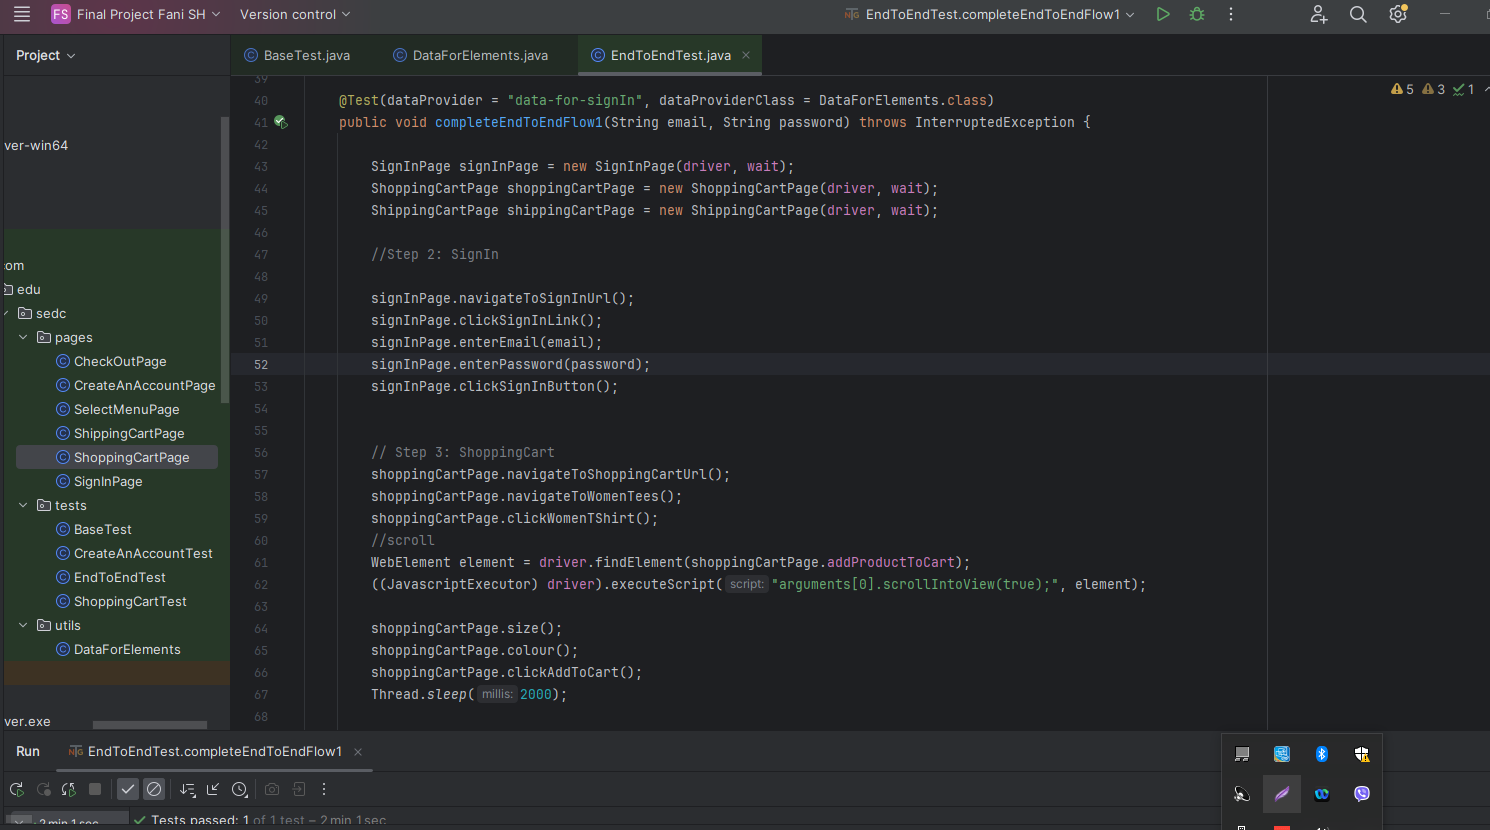 FS Final Project Fani SH Version control EndToEndTest.completeEndToEndFlow1
Project BaseTest.java DataForElements.java EndToEndTest.java
ver-win64
com
edu
sedc
pages
CheckOutPage
CreateAnAccountPage
SelectMenuPage
ShippingCartPage
ShoppingCartPage
SignInPage
tests
BaseTest
CreateAnAccountTest
EndToEndTest
ShoppingCartTest
utils
DataForElements
ver.exe
5 3 1
39
40 @Test(dataProvider = "data-for-signIn", dataProviderClass = DataForElements.class)
41 public void completeEndToEndFlow1(String email, String password) throws InterruptedException {
42
43 SignInPage signInPage = new SignInPage(driver, wait);
44 ShoppingCartPage shoppingCartPage = new ShoppingCartPage(driver, wait);
45 ShippingCartPage shippingCartPage = new ShippingCartPage(driver, wait);
46
47 //Step 2: SignIn
48
49 signInPage.navigateToSignInUrl();
50 signInPage.clickSignInLink();
51 signInPage.enterEmail(email);
52 signInPage.enterPassword(password);
53 signInPage.clickSignInButton();
54
55
56 // Step 3: ShoppingCart
57 shoppingCartPage.navigateToShoppingCartUrl();
58 shoppingCartPage.navigateToWomenTees();
59 shoppingCartPage.clickWomenTShirt();
60 //scroll
61 WebElement element = driver.findElement(shoppingCartPage.addProductToCart);
62 ((JavascriptExecutor) driver).executeScript( script: "arguments[0].scrollIntoView(true);", element);
63
64 shoppingCartPage.size();
65 shoppingCartPage.colour();
66 shoppingCartPage.clickAddToCart();
67 Thread.sleep( millis: 2000);
68
Run EndToEndTest.completeEndToEndFlow1
2 min 1 sec Tests passed: 1 of 1 test – 2 min 1 sec